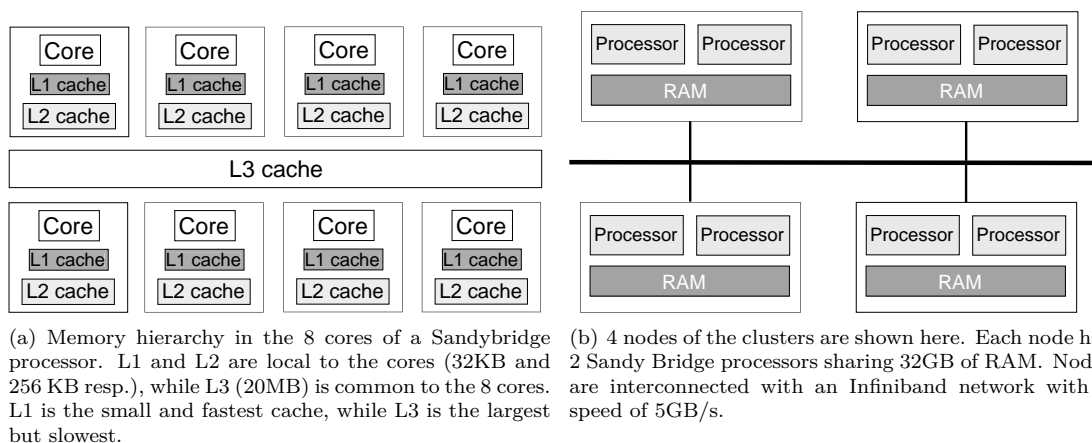 Core Core Core Core
L1 cache L1 cache L1 cache L1 cache
L2 cache L2 cache L2 cache L2 cache
L3 cache
Core Core Core Core
L1 cache L1 cache L1 cache L1 cache
L2 cache L2 cache L2 cache L2 cache
(a) Memory hierarchy in the 8 cores of a Sandybridge
processor. L1 and L2 are local to the cores (32KB and
256 KB resp.), while L3 (20MB) is common to the 8 cores.
L1 is the small and fastest cache, while L3 is the largest
but slowest.
Processor Processor Processor Processor
RAM RAM
Processor Processor Processor Processor
RAM RAM
(b) 4 nodes of the clusters are shown here. Each node h
2 Sandy Bridge processors sharing 32GB of RAM. Nod
are interconnected with an Infiniband network with
speed of 5GB/s.